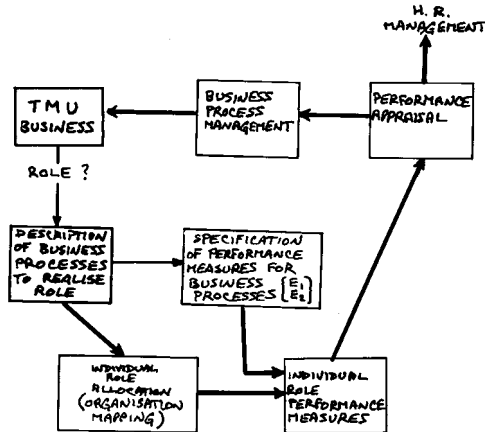 H. R.
MANAGEMENT
TMU
BUSINESS
BUSINESS
PROCESS
MANAGEMENT
PERFORMANCE
APPRAISAL
ROLE ?
DESCRIPTION
OF BUSINESS
PROCESSES
TO REALISE
ROLE
SPECIFICATION
OF PERFORMANCE
MEASURES FOR
BUSINESS [E₁
PROCESSES E₂]
INDIVIDUAL
ROLE
ALLOCATION
(ORGANISATION
MAPPING)
INDIVIDUAL
ROLE
PERFORMANCE
MEASURES